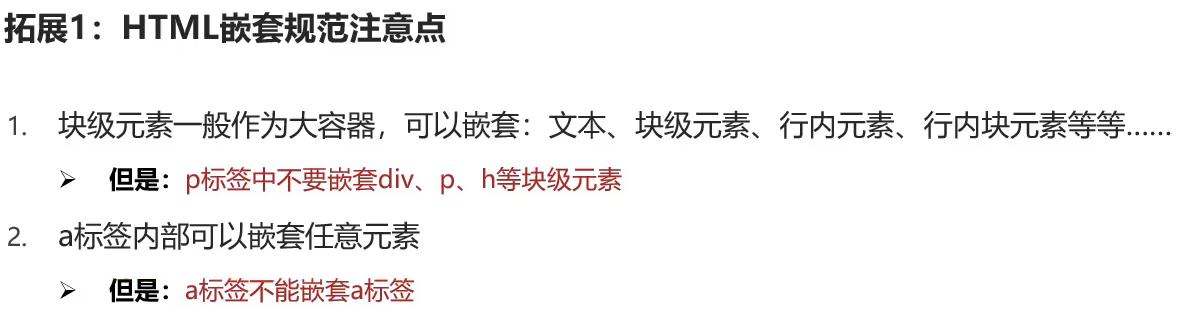 拓展1：HTML嵌套规范注意点
1. 块级元素一般作为大容器，可以嵌套：文本、块级元素、行内元素、行内块元素等等……
➢ 但是：p标签中不要嵌套div、p、h等块级元素
2. a标签内部可以嵌套任意元素
➢ 但是：a标签不能嵌套a标签